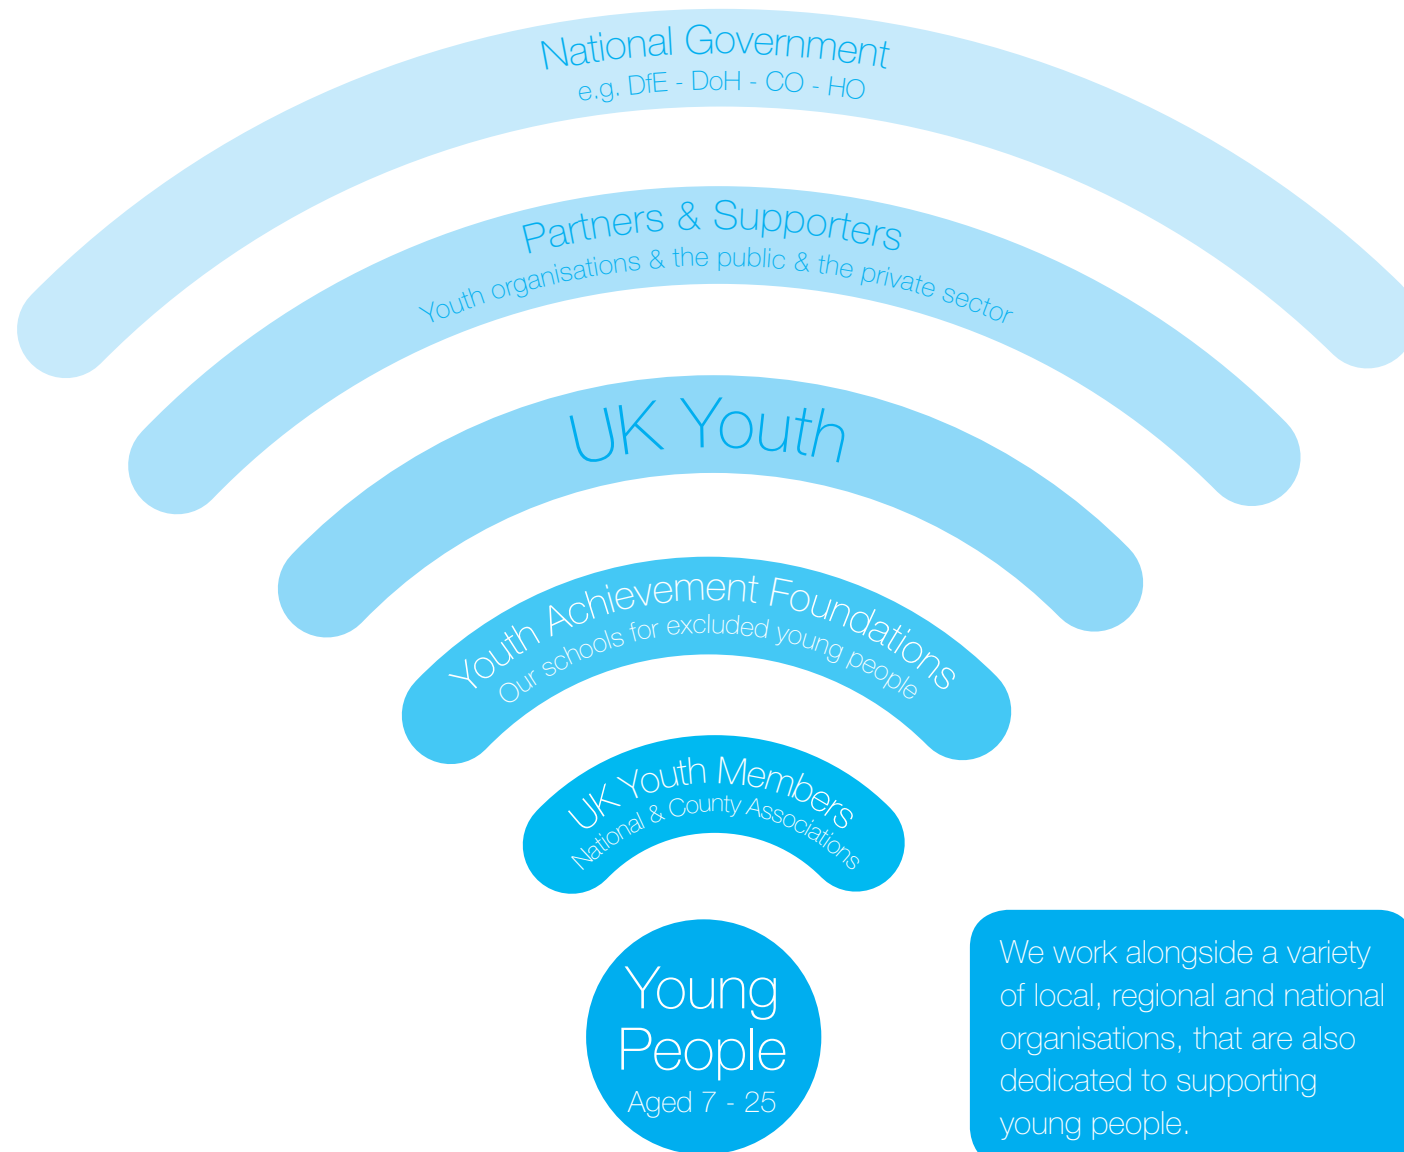 National Government
e.g. DfE - DoH - CO - HO
Partners & Supporters
Youth organisations & the public & the private sector
UK Youth
Youth Achievement Foundations
Our schools for excluded young people
UK Youth Members
National & County Associations
Young
People
Aged 7 - 25
We work alongside a variety
of local, regional and national
organisations, that are also
dedicated to supporting
young people.